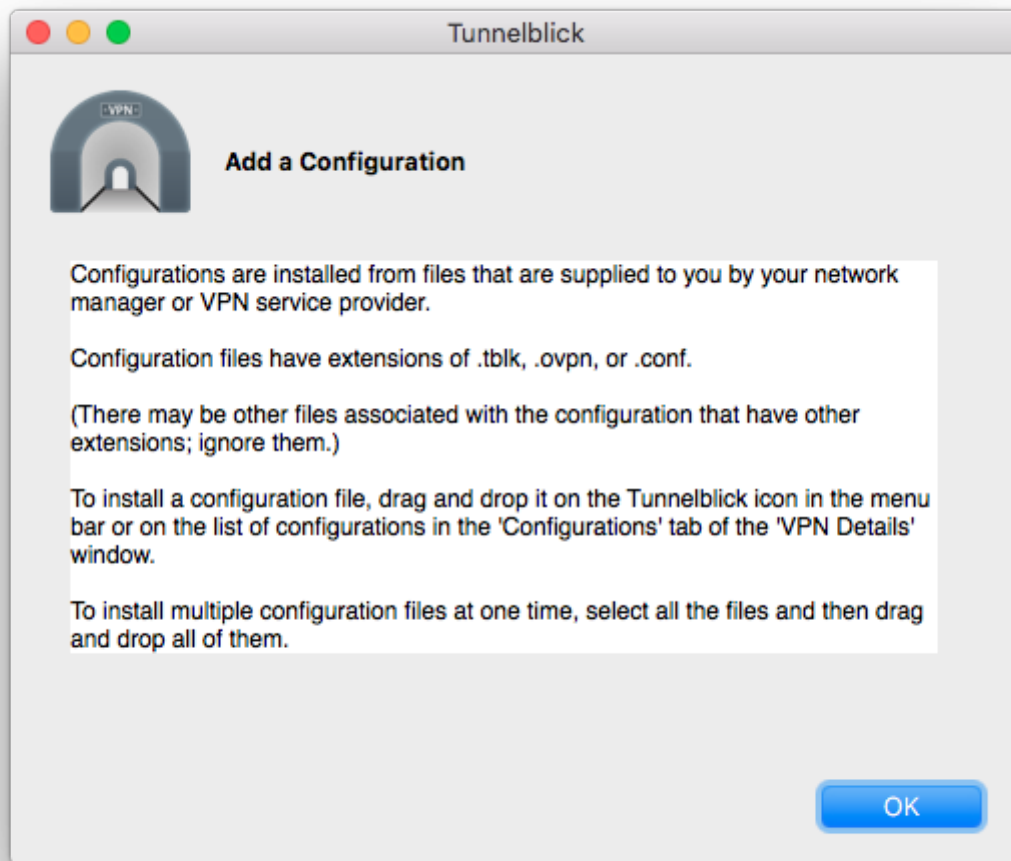 Tunnelblick
·VPN·
Add a Configuration
Configurations are installed from files that are supplied to you by your network
manager or VPN service provider.
Configuration files have extensions of .tblk, .ovpn, or .conf.
(There may be other files associated with the configuration that have other
extensions; ignore them.)
To install a configuration file, drag and drop it on the Tunnelblick icon in the menu
bar or on the list of configurations in the 'Configurations' tab of the 'VPN Details'
window.
To install multiple configuration files at one time, select all the files and then drag
and drop all of them.
OK